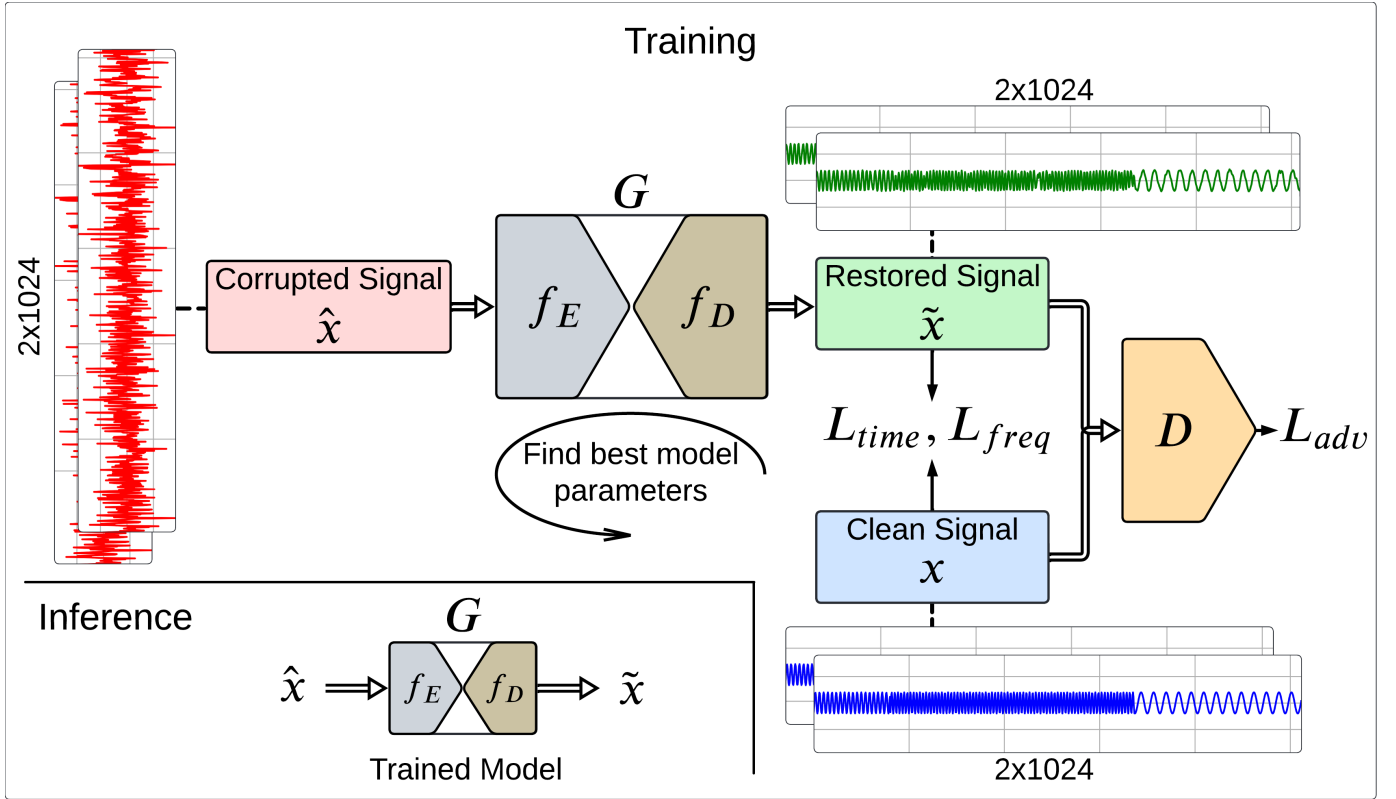 Training
2x1024
2x1024
G
Corrupted Signal
x̂
f_E
f_D
Restored Signal
x̃
L_time, L_freq
D
L_adv
Find best model
parameters
Clean Signal
x
2x1024
Inference
G
x̂
f_E
f_D
x̃
Trained Model